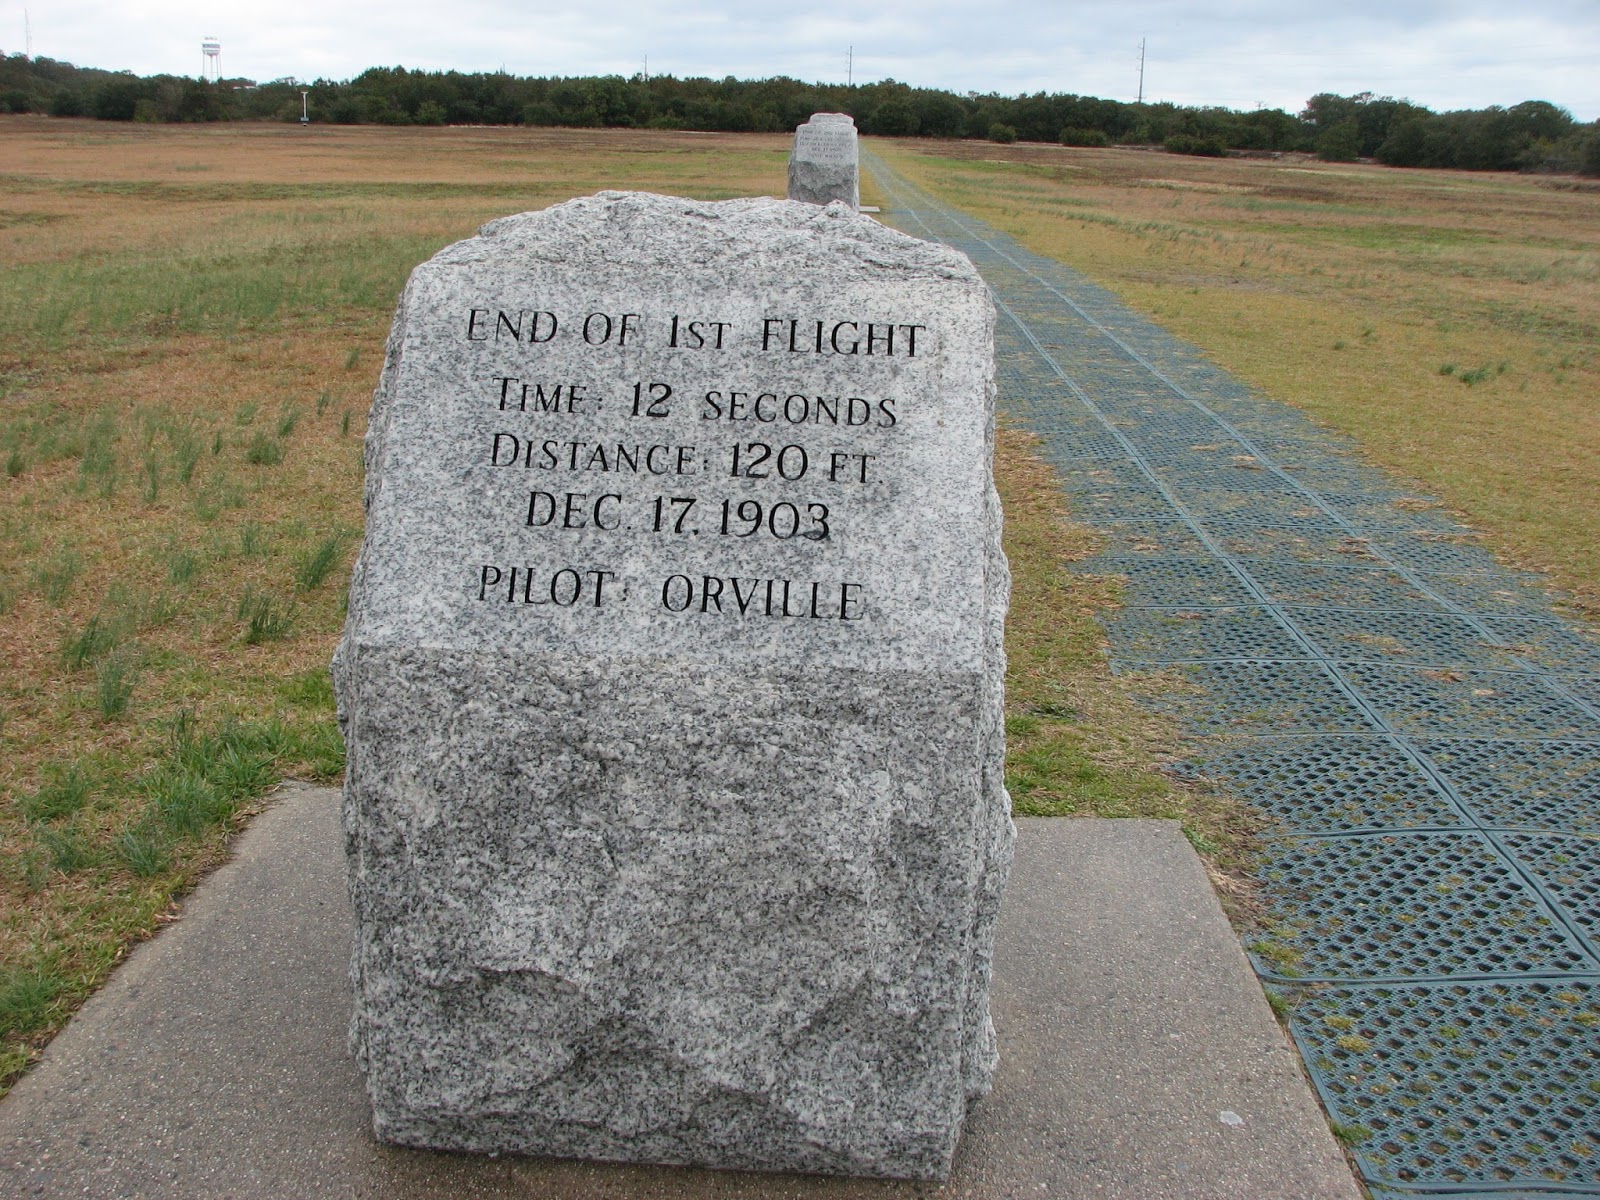 END OF 1ST FLIGHT
TIME: 12 SECONDS
DISTANCE: 120 FT.
DEC. 17, 1903
PILOT: ORVILLE